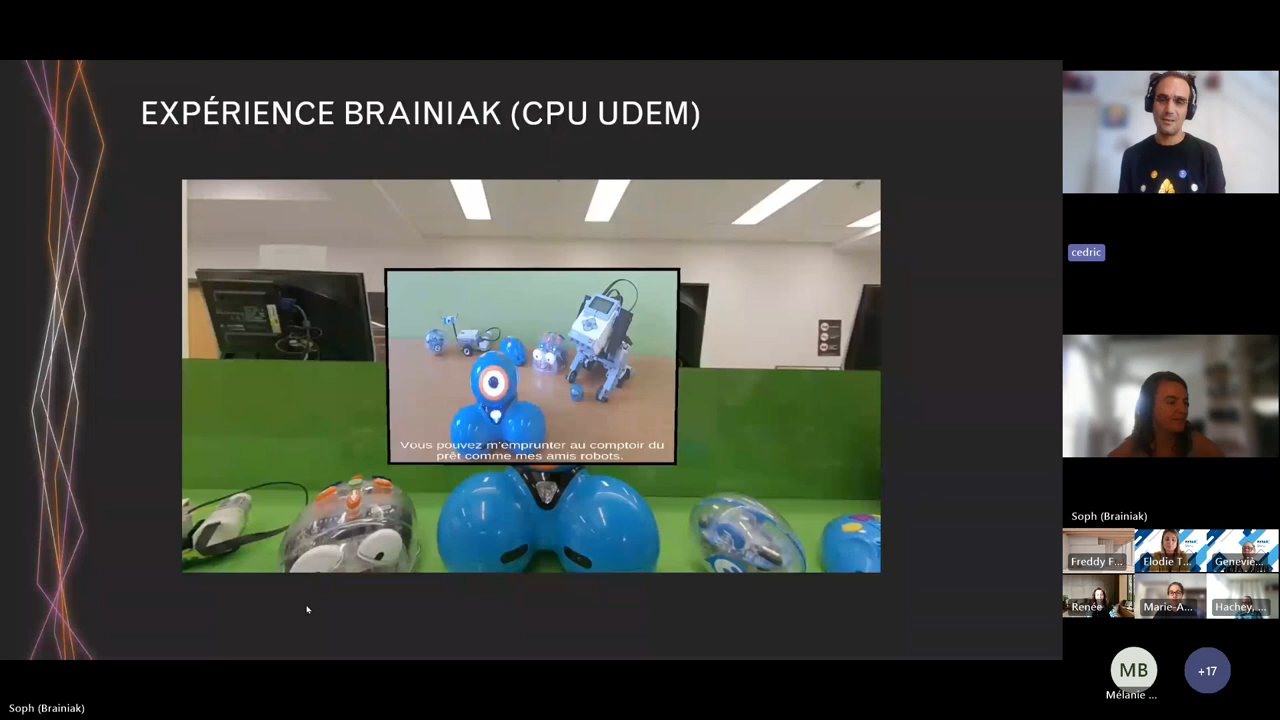 EXPÉRIENCE BRAINIAK (CPU UDEM)
Vous pouvez m'emprunter au comptoir du
prêt comme mes amis robots.
cedric
Soph (Brainiak)
Freddy F...
Elodie T...
Geneviè...
Renée
Marie-A...
Hachey, ...
MB
+17
Mélanie ...
Soph (Brainiak)